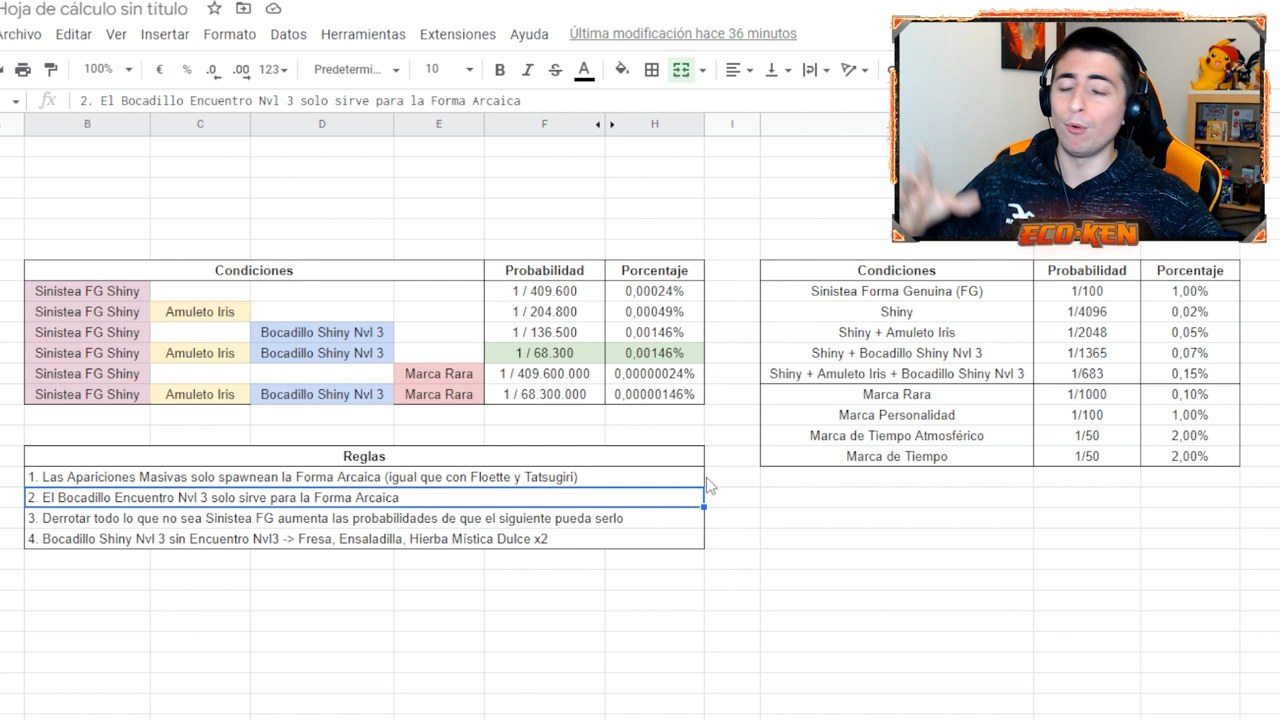 Hoja de cálculo sin título
Archivo Editar Ver Insertar Formato Datos Herramientas Extensiones Ayuda Última modificación hace 36 minutos
100% € % .0 .00 123 Predetermi... 10 B I S A
fx 2. El Bocadillo Encuentro Nvl 3 solo sirve para la Forma Arcaica
B C D E F H I
ECO-KEN
Condiciones Probabilidad Porcentaje
Sinistea FG Shiny 1 / 409.600 0,00024%
Sinistea FG Shiny Amuleto Iris 1 / 204.800 0,00049%
Sinistea FG Shiny Bocadillo Shiny Nvl 3 1 / 136.500 0,00146%
Sinistea FG Shiny Amuleto Iris Bocadillo Shiny Nvl 3 1 / 68.300 0,00146%
Sinistea FG Shiny Marca Rara 1 / 409.600.000 0,00000024%
Sinistea FG Shiny Amuleto Iris Bocadillo Shiny Nvl 3 Marca Rara 1 / 68.300.000 0,00000146%
Condiciones Probabilidad Porcentaje
Sinistea Forma Genuina (FG) 1/100 1,00%
Shiny 1/4096 0,02%
Shiny + Amuleto Iris 1/2048 0,05%
Shiny + Bocadillo Shiny Nvl 3 1/1365 0,07%
Shiny + Amuleto Iris + Bocadillo Shiny Nvl 3 1/683 0,15%
Marca Rara 1/1000 0,10%
Marca Personalidad 1/100 1,00%
Marca de Tiempo Atmosférico 1/50 2,00%
Marca de Tiempo 1/50 2,00%
Reglas
1. Las Apariciones Masivas solo spawnean la Forma Arcaica (igual que con Floette y Tatsugiri)
2. El Bocadillo Encuentro Nvl 3 solo sirve para la Forma Arcaica
3. Derrotar todo lo que no sea Sinistea FG aumenta las probabilidades de que el siguiente pueda serlo
4. Bocadillo Shiny Nvl 3 sin Encuentro Nvl3 -> Fresa, Ensaladilla, Hierba Mística Dulce x2